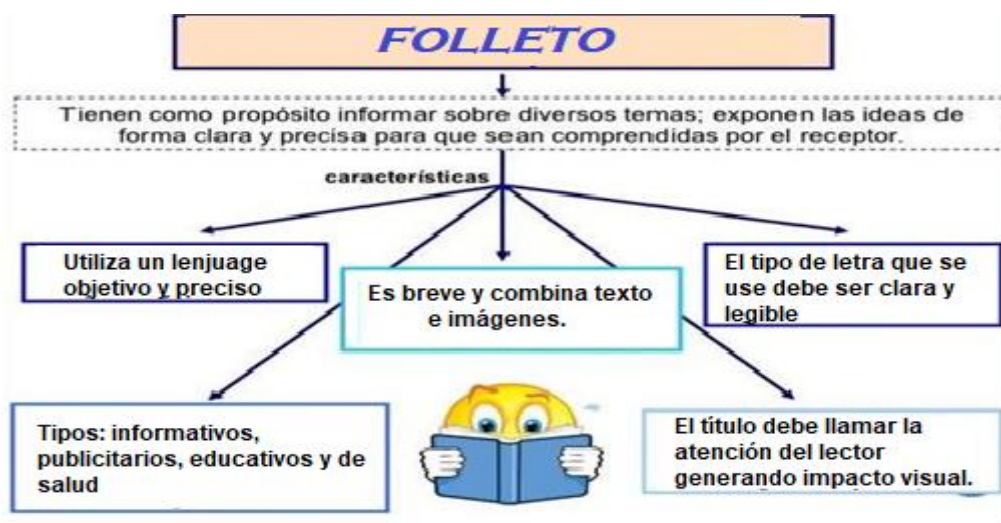 FOLLETO
Tienen como propósito informar sobre diversos temas; exponen las ideas de
forma clara y precisa para que sean comprendidas por el receptor.
características
Utiliza un lenjuage
objetivo y preciso
Es breve y combina texto
e imágenes.
El tipo de letra que se
use debe ser clara y
legible
Tipos: informativos,
publicitarios, educativos y de
salud
El título debe llamar la
atención del lector
generando impacto visual.